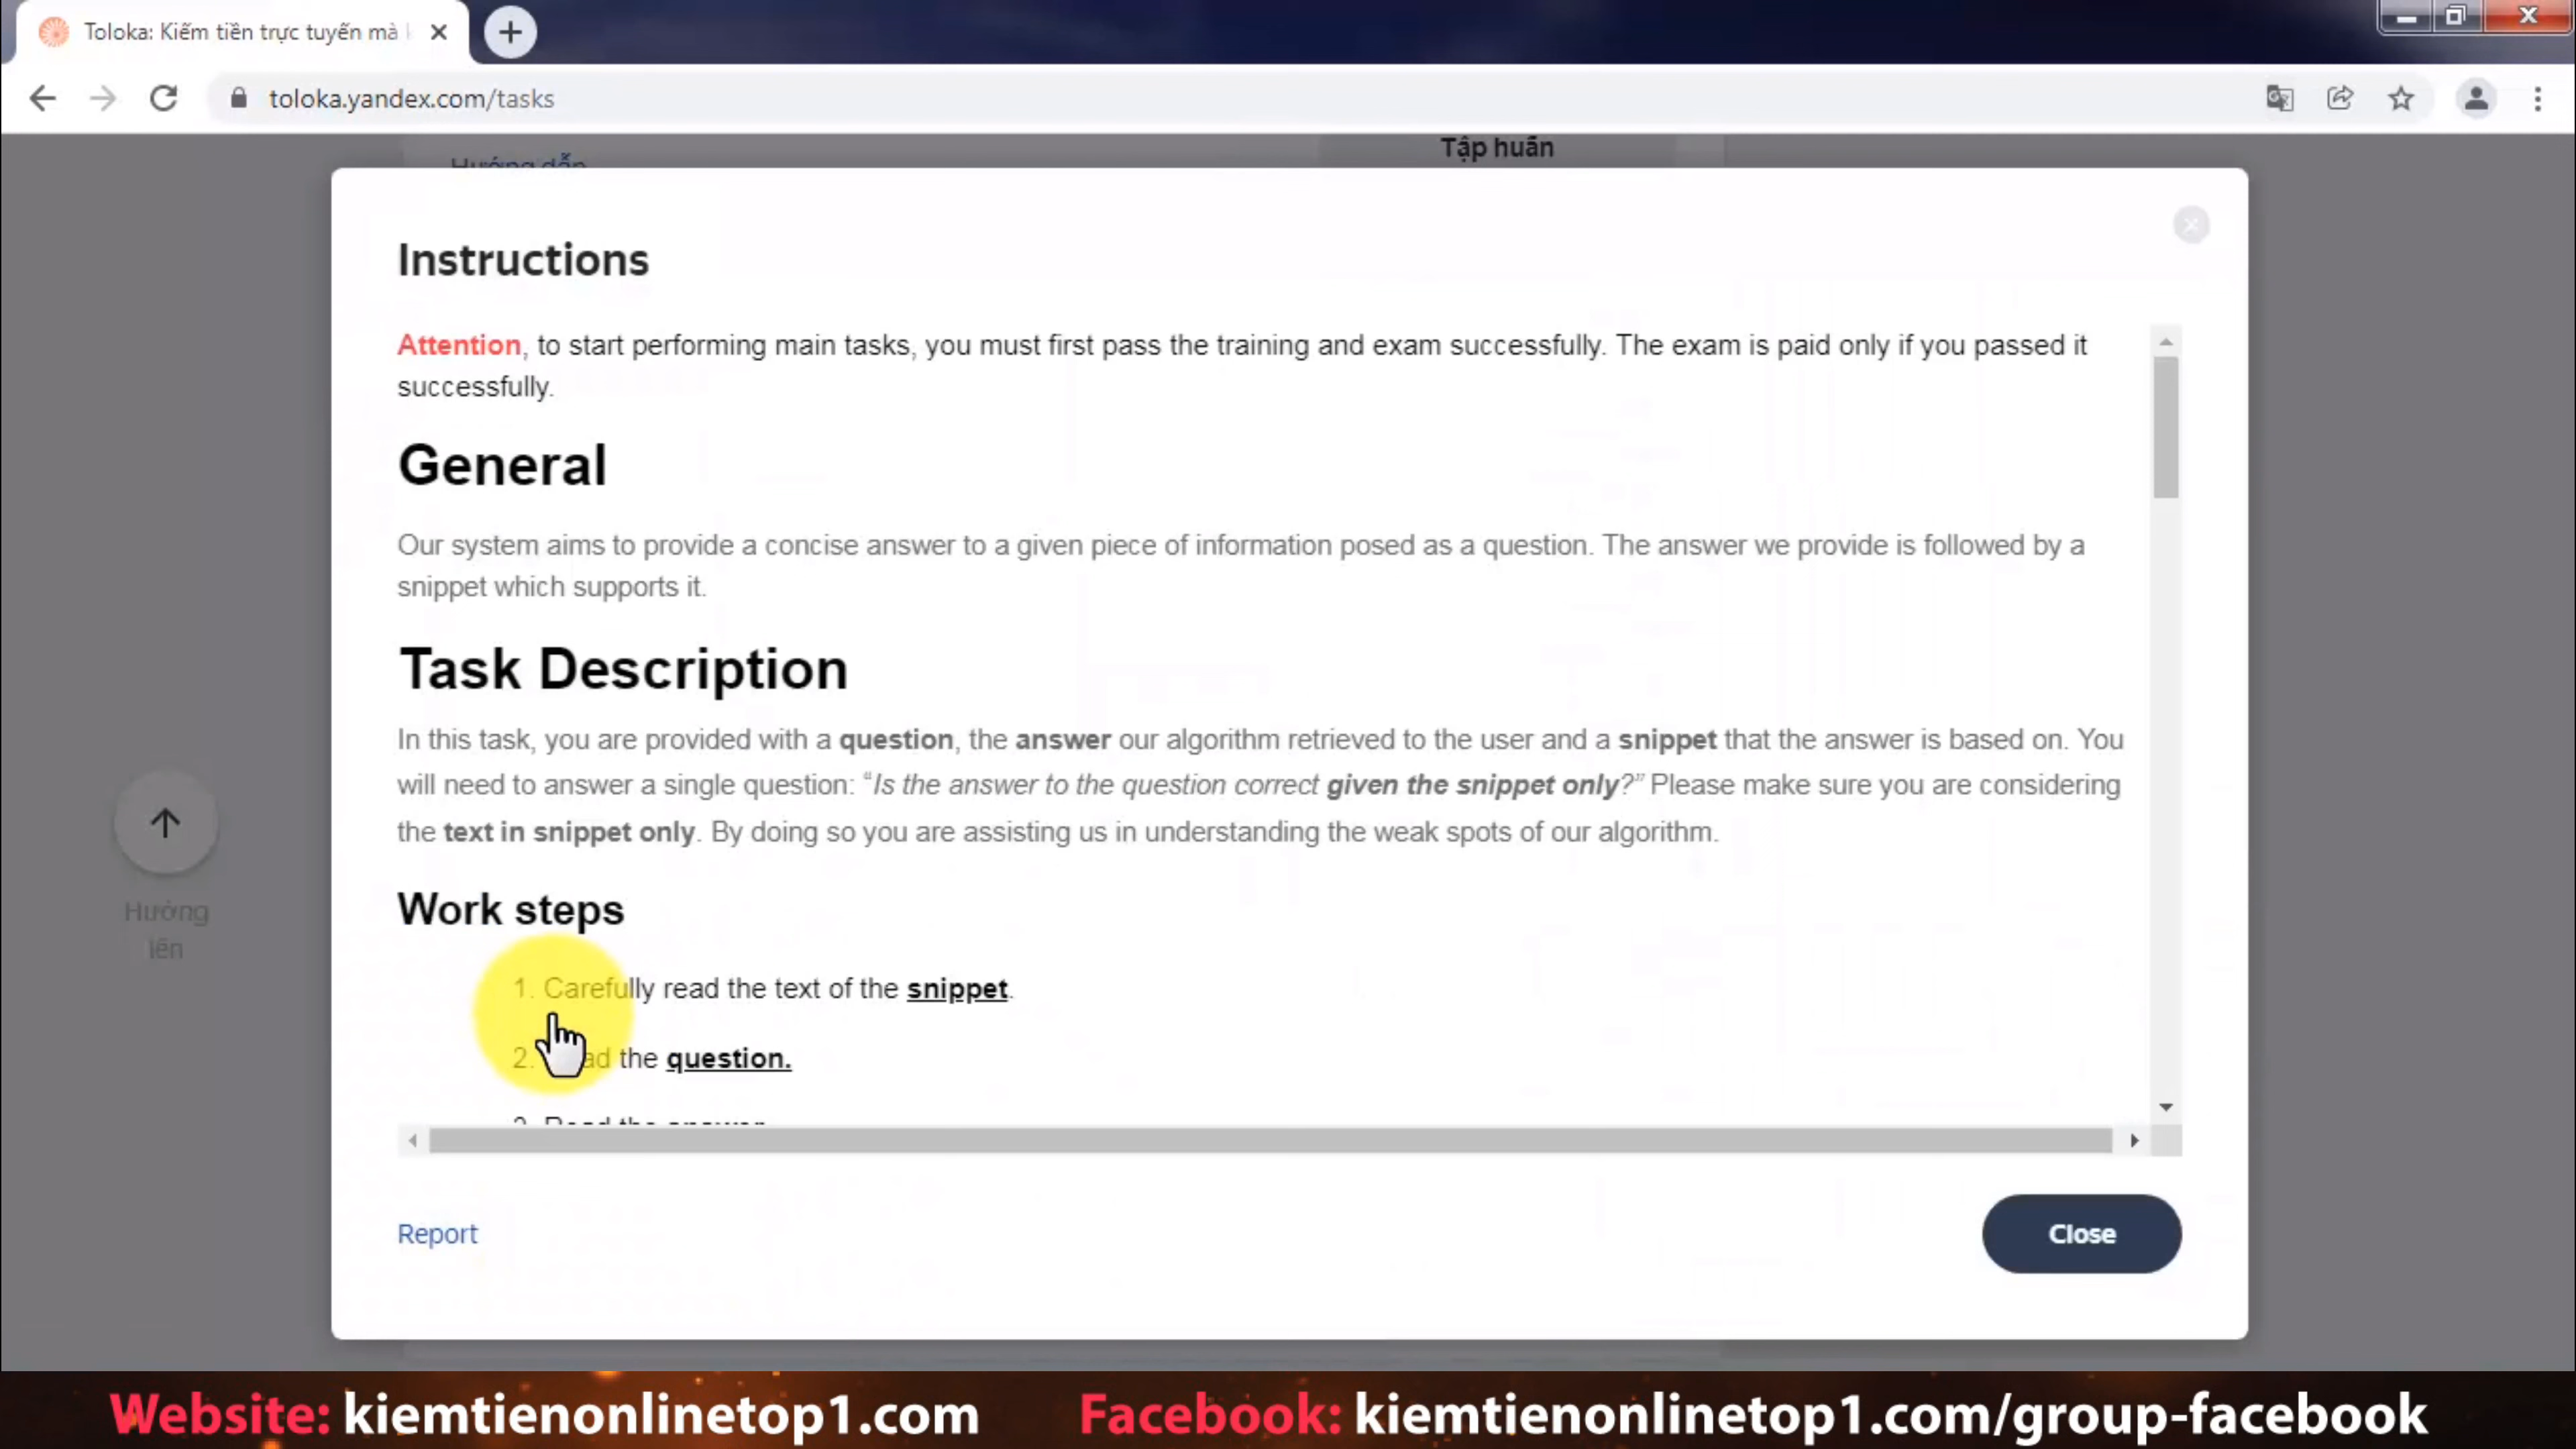 Toloka: Kiếm tiền trực tuyến mà
toloka.yandex.com/tasks
Hướng dẫn
Tập huấn
Instructions
Attention, to start performing main tasks, you must first pass the training and exam successfully. The exam is paid only if you passed it
successfully.
General
Our system aims to provide a concise answer to a given piece of information posed as a question. The answer we provide is followed by a
snippet which supports it.
Task Description
In this task, you are provided with a question, the answer our algorithm retrieved to the user and a snippet that the answer is based on. You
will need to answer a single question: “Is the answer to the question correct given the snippet only?” Please make sure you are considering
the text in snippet only. By doing so you are assisting us in understanding the weak spots of our algorithm.
Hướng
lên
Work steps
1. Carefully read the text of the snippet.
2. the question.
3. Read the answer
Report
Close
Website: kiemtienonlinetop1.com Facebook: kiemtienonlinetop1.com/group-facebook